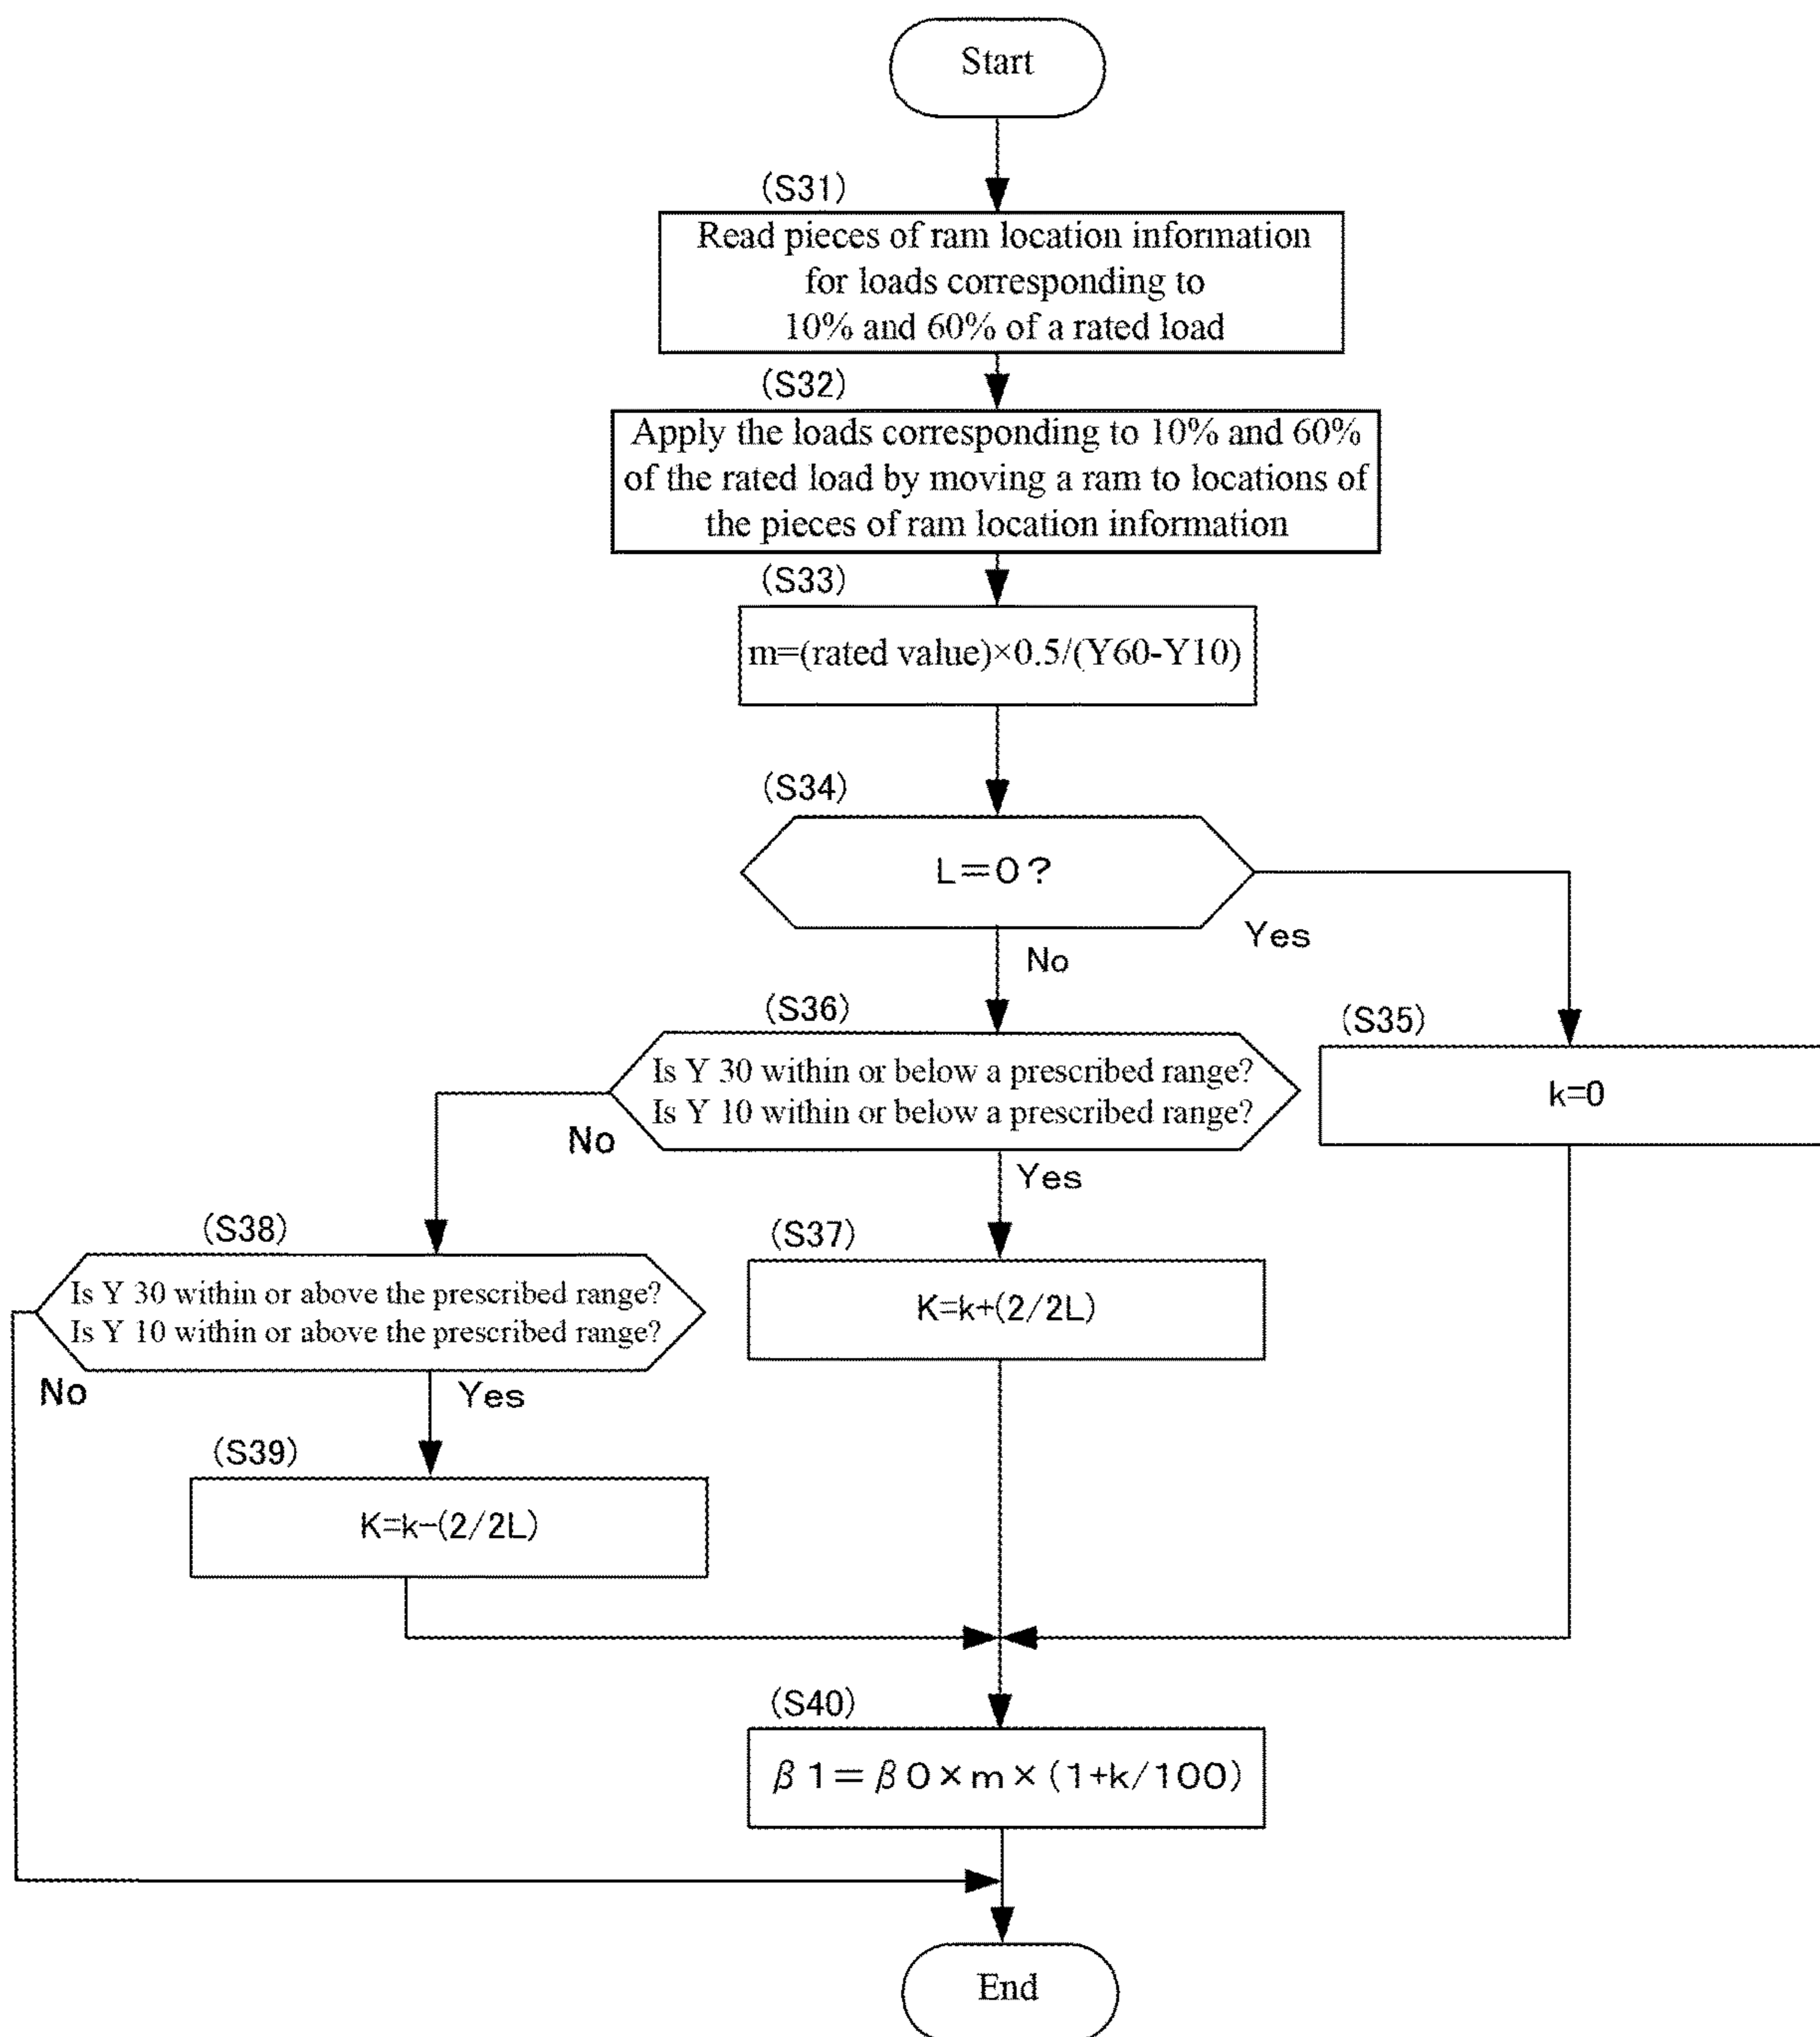 Start
(S31)
Read pieces of ram location information
for loads corresponding to
10% and 60% of a rated load
(S32)
Apply the loads corresponding to 10% and 60%
of the rated load by moving a ram to locations of
the pieces of ram location information
(S33)
m=(rated value)×0.5/(Y60-Y10)
(S34)
L=0?
Yes
No
(S36)
Is Y 30 within or below a prescribed range?
Is Y 10 within or below a prescribed range?
(S35)
k=0
No
Yes
(S38)
Is Y 30 within or above the prescribed range?
Is Y 10 within or above the prescribed range?
(S37)
K=k+(2/2L)
No
Yes
(S39)
K=k-(2/2L)
(S40)
β1=β0×m×(1+k/100)
End